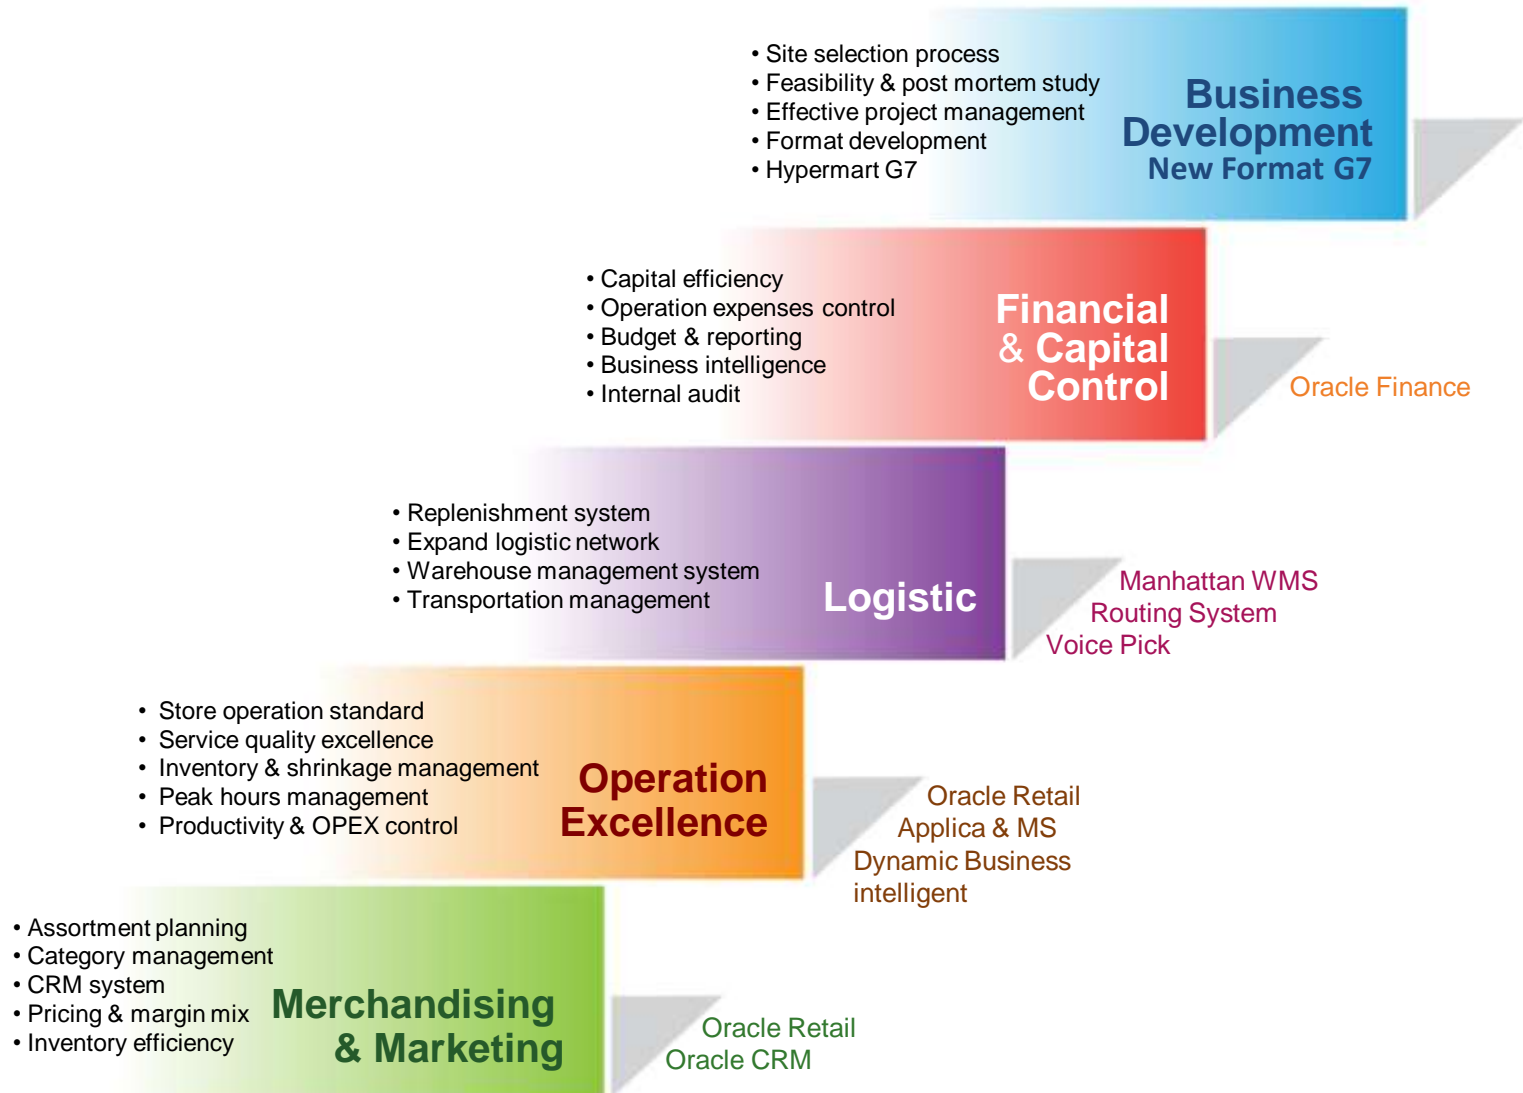 • Site selection process
• Feasibility & post mortem study
• Effective project management
• Format development
• Hypermart G7
Business
Development
New Format G7
• Capital efficiency
• Operation expenses control
• Budget & reporting
• Business intelligence
• Internal audit
Financial
& Capital
Control
Oracle Finance
• Replenishment system
• Expand logistic network
• Warehouse management system
• Transportation management
Logistic
Manhattan WMS
Routing System
Voice Pick
• Store operation standard
• Service quality excellence
• Inventory & shrinkage management
• Peak hours management
• Productivity & OPEX control
Operation
Excellence
Oracle Retail
Applica & MS
Dynamic Business
intelligent
• Assortment planning
• Category management
• CRM system
• Pricing & margin mix
• Inventory efficiency
Merchandising
& Marketing
Oracle Retail
Oracle CRM